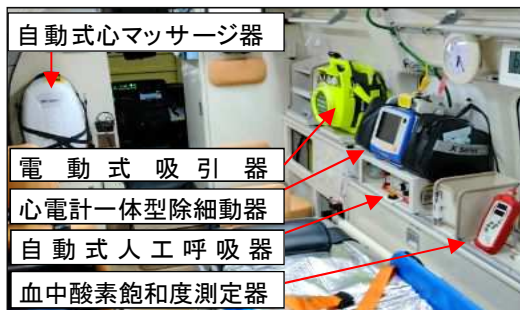 自動式心マッサージ器
電動式吸引器
心電計一体型除細動器
自動式人工呼吸器
血中酸素飽和度測定器